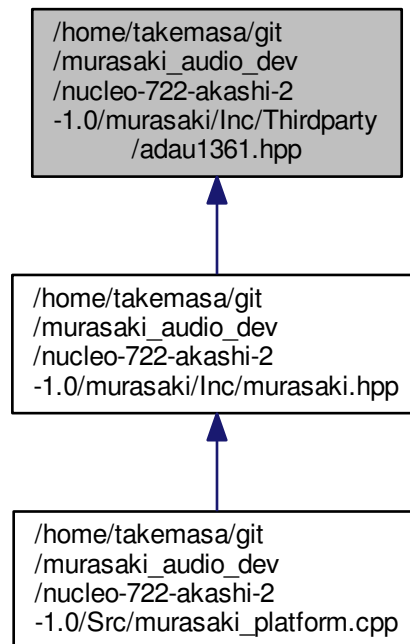 /home/takemasa/git
/murasaki_audio_dev
/nucleo-722-akashi-2
-1.0/murasaki/Inc/Thirdparty
/adau1361.hpp
/home/takemasa/git
/murasaki_audio_dev
/nucleo-722-akashi-2
-1.0/murasaki/Inc/murasaki.hpp
/home/takemasa/git
/murasaki_audio_dev
/nucleo-722-akashi-2
-1.0/Src/murasaki_platform.cpp